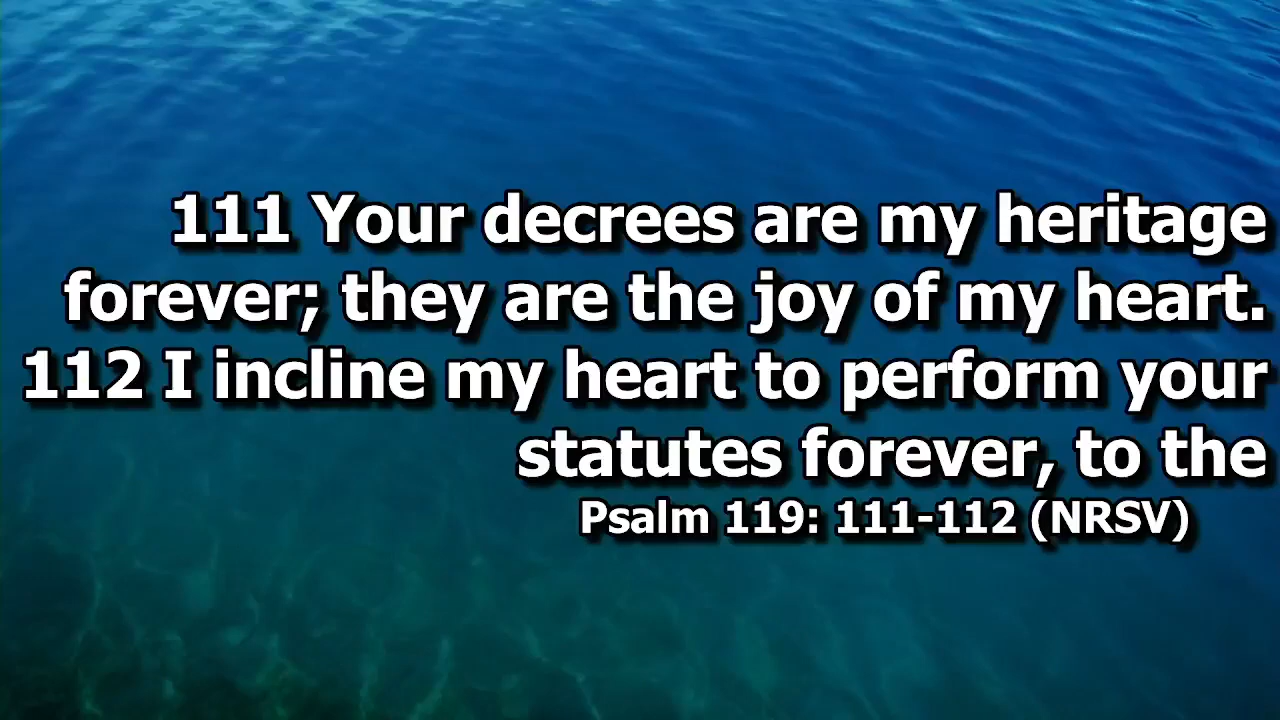 111 Your decrees are my heritage
forever; they are the joy of my heart.
112 I incline my heart to perform your
statutes forever, to the
Psalm 119: 111-112 (NRSV)